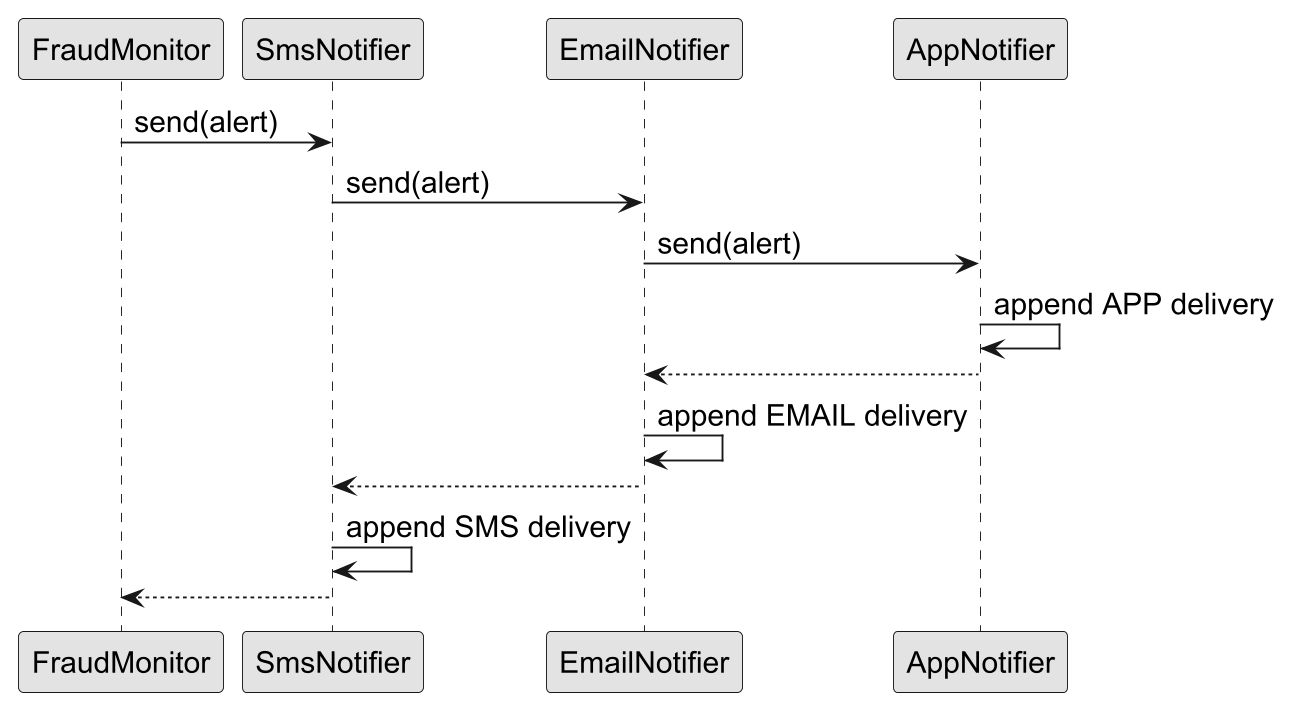 FraudMonitor SmsNotifier EmailNotifier AppNotifier
send(alert)
send(alert)
send(alert)
append APP delivery
append EMAIL delivery
append SMS delivery
FraudMonitor SmsNotifier EmailNotifier AppNotifier